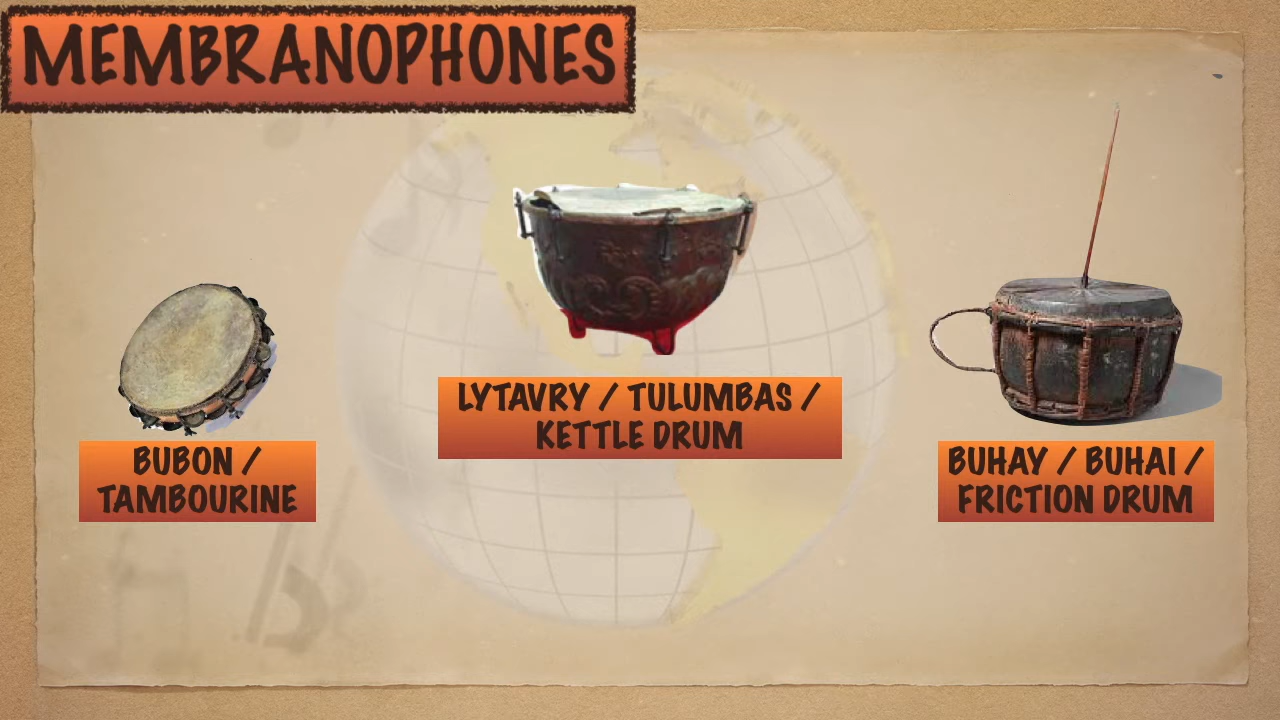 MEMBRANOPHONES
LYTAVRY / TULUMBAS /
KETTLE DRUM
BUBON /
TAMBOURINE
BUHAY / BUHAI /
FRICTION DRUM